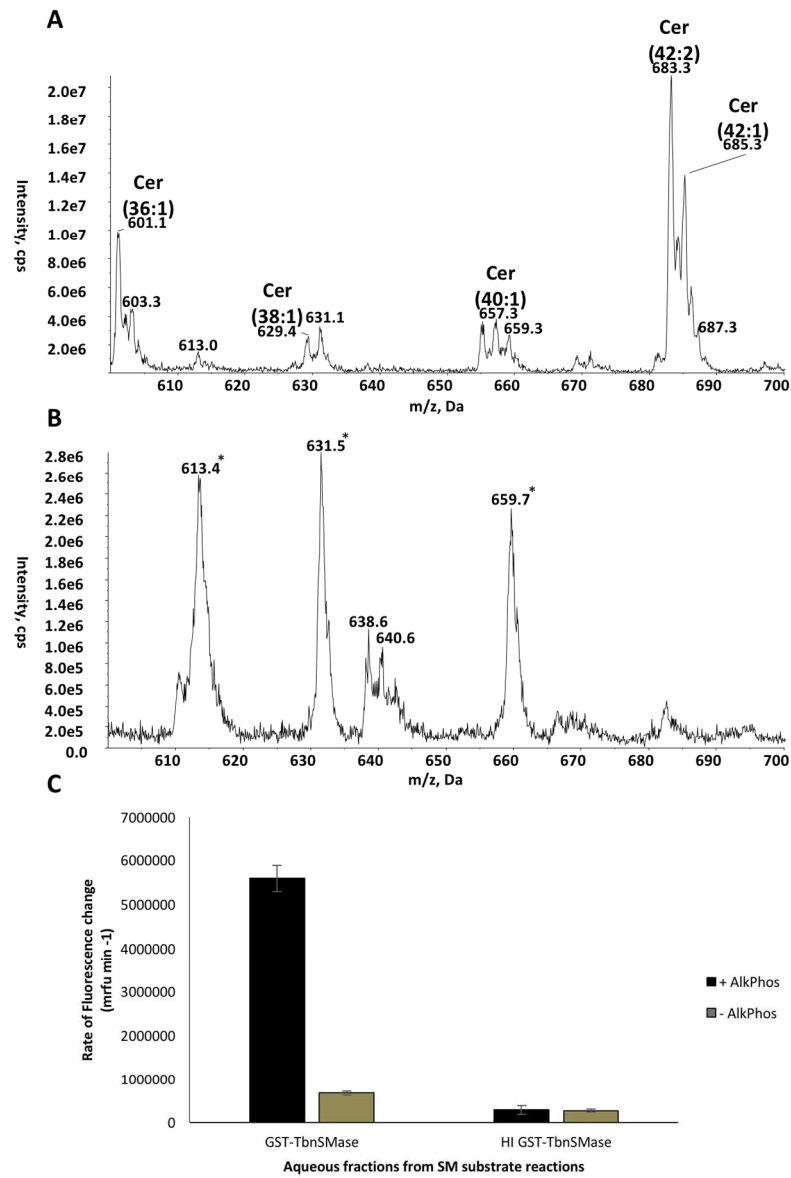 A
Cer
(42:2)
683.3
Cer
(42:1)
685.3
Cer
(36:1)
601.1
603.3
613.0
Cer
(38:1)
629.4
631.1
Cer
(40:1)
657.3
659.3
687.3
2.0e7
1.8e7
1.6e7
1.4e7
1.2e7
1.0e7
8.0e6
6.0e6
4.0e6
2.0e6
Intensity, cps
610 620 630 640 650 660 670 680 690 700
m/z, Da
B
613.4*
631.5*
659.7*
638.6
640.6
2.8e6
2.6e6
2.4e6
2.2e6
2.0e6
1.8e6
1.6e6
1.4e6
1.2e6
1.0e6
8.0e5
6.0e5
4.0e5
2.0e5
0.0
Intensity, cps
610 620 630 640 650 660 670 680 690 700
m/z, Da
C
7000000
6000000
5000000
4000000
3000000
2000000
1000000
0
Rate of Fluorescence change
(mrfu min -1)
+ AlkPhos
- AlkPhos
GST-TbnSMase HI GST-TbnSMase
Aqueous fractions from SM substrate reactions